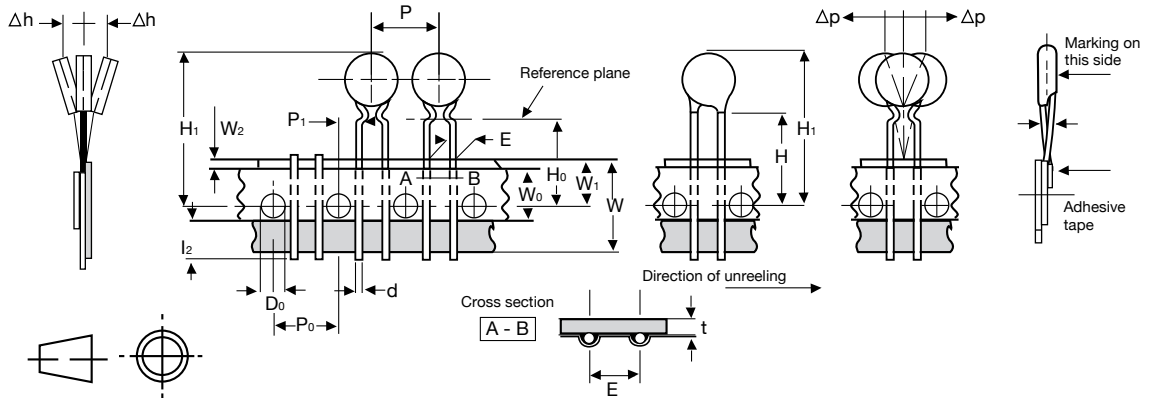 Δh
Δh
P
Δp
Δp
Marking on
this side
Reference plane
H1
W2
P1
E
H0
H
H1
A
B
W0
W1
W
I2
Adhesive
tape
D0
d
P0
Direction of unreeling
Cross section
A - B
t
E